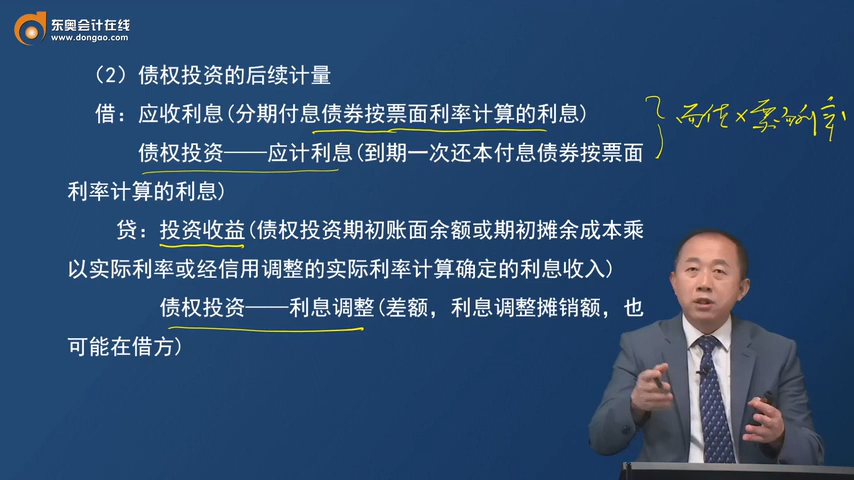 东奥会计在线
www.dongao.com
（2）债权投资的后续计量
借：应收利息(分期付息债券按票面利率计算的利息)
面值×票面利率
债权投资——应计利息(到期一次还本付息债券按票面
利率计算的利息)
贷：投资收益(债权投资期初账面余额或期初摊余成本乘
以实际利率或经信用调整的实际利率计算确定的利息收入)
债权投资——利息调整(差额，利息调整摊销额，也
可能在借方)